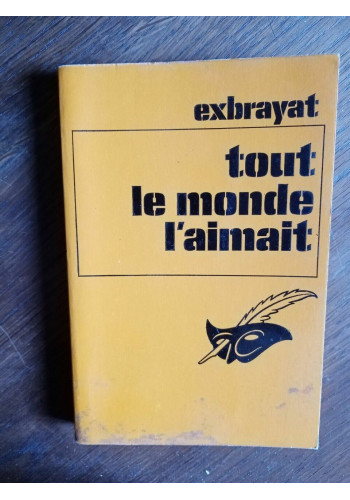 exbrayat
tout
le monde
l'aimait